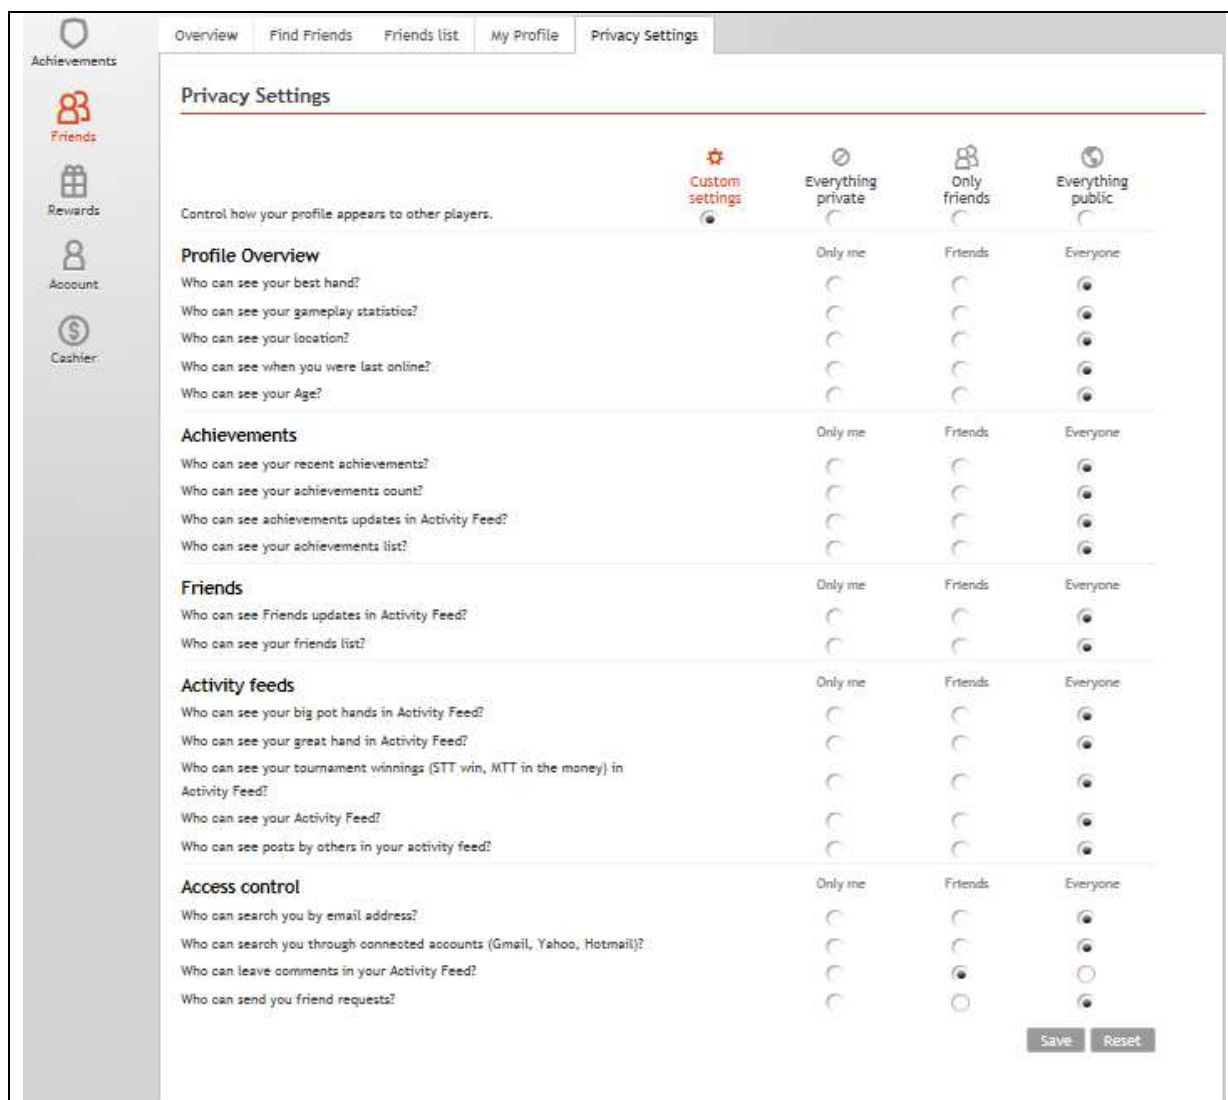 Achievements
Friends
Rewards
Account
Cashier
Overview Find Friends Friends list My Profile Privacy Settings
Privacy Settings
Custom settings
Everything private
Only friends
Everything public
Control how your profile appears to other players.
Profile Overview Only me Friends Everyone
Who can see your best hand?
Who can see your gameplay statistics?
Who can see your location?
Who can see when you were last online?
Who can see your Age?
Achievements Only me Friends Everyone
Who can see your recent achievements?
Who can see your achievements count?
Who can see achievements updates in Activity Feed?
Who can see your achievements list?
Friends Only me Friends Everyone
Who can see Friends updates in Activity Feed?
Who can see your friends list?
Activity feeds Only me Friends Everyone
Who can see your big pot hands in Activity Feed?
Who can see your great hand in Activity Feed?
Who can see your tournament winnings (STT win, MTT in the money) in
Activity Feed?
Who can see your Activity Feed?
Who can see posts by others in your activity feed?
Access control Only me Friends Everyone
Who can search you by email address?
Who can search you through connected accounts (Gmail, Yahoo, Hotmail)?
Who can leave comments in your Activity Feed?
Who can send you friend requests?
Save Reset